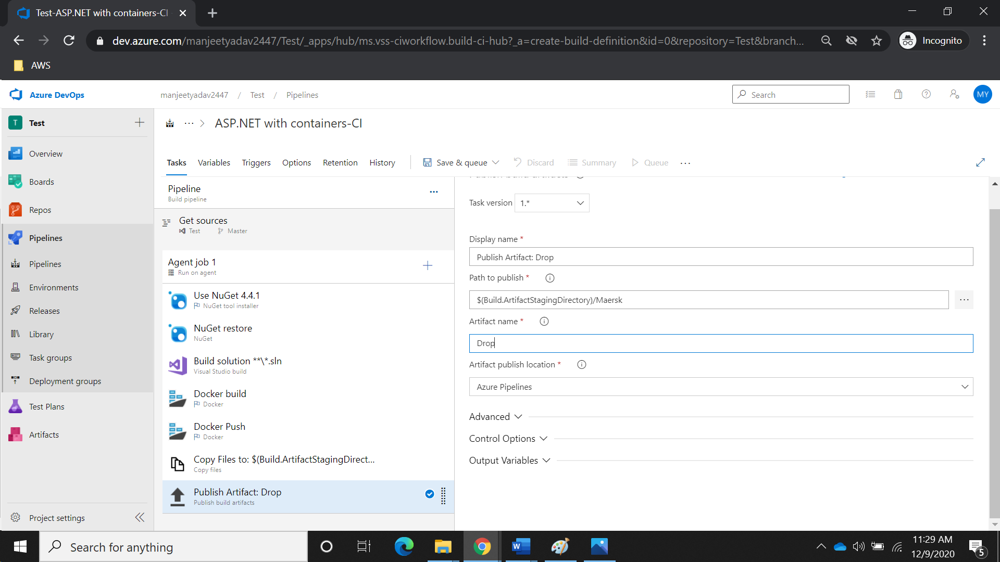 Test-ASP.NET with containers-CI
dev.azure.com/manjeetyadav2447/Test/_apps/hub/ms.vss-ciworkflow.build-ci-hub?_a=create-build-definition&id=0&repository=Test&branch...
Incognito
AWS
Azure DevOps
manjeetyadav2447 / Test / Pipelines
Search
MY
T Test
ASP.NET with containers-CI
Overview
Boards
Repos
Pipelines
Pipelines
Environments
Releases
Library
Task groups
Deployment groups
Test Plans
Artifacts
Project settings
Tasks Variables Triggers Options Retention History Save & queue Discard Summary Queue ...
Pipeline
Build pipeline
Get sources
Test Master
Agent job 1
Run on agent
Use NuGet 4.4.1
NuGet tool installer
NuGet restore
NuGet
Build solution **\*.sln
Visual Studio build
Docker build
Docker
Docker Push
Docker
Copy Files to: $(Build.ArtifactStagingDirect...
Copy files
Publish Artifact: Drop
Publish build artifacts
Task version 1.*
Display name *
Publish Artifact: Drop
Path to publish *
$(Build.ArtifactStagingDirectory)/Maersk
Artifact name *
Drop
Artifact publish location *
Azure Pipelines
Advanced
Control Options
Output Variables
Search for anything
11:29 AM
12/9/2020
5